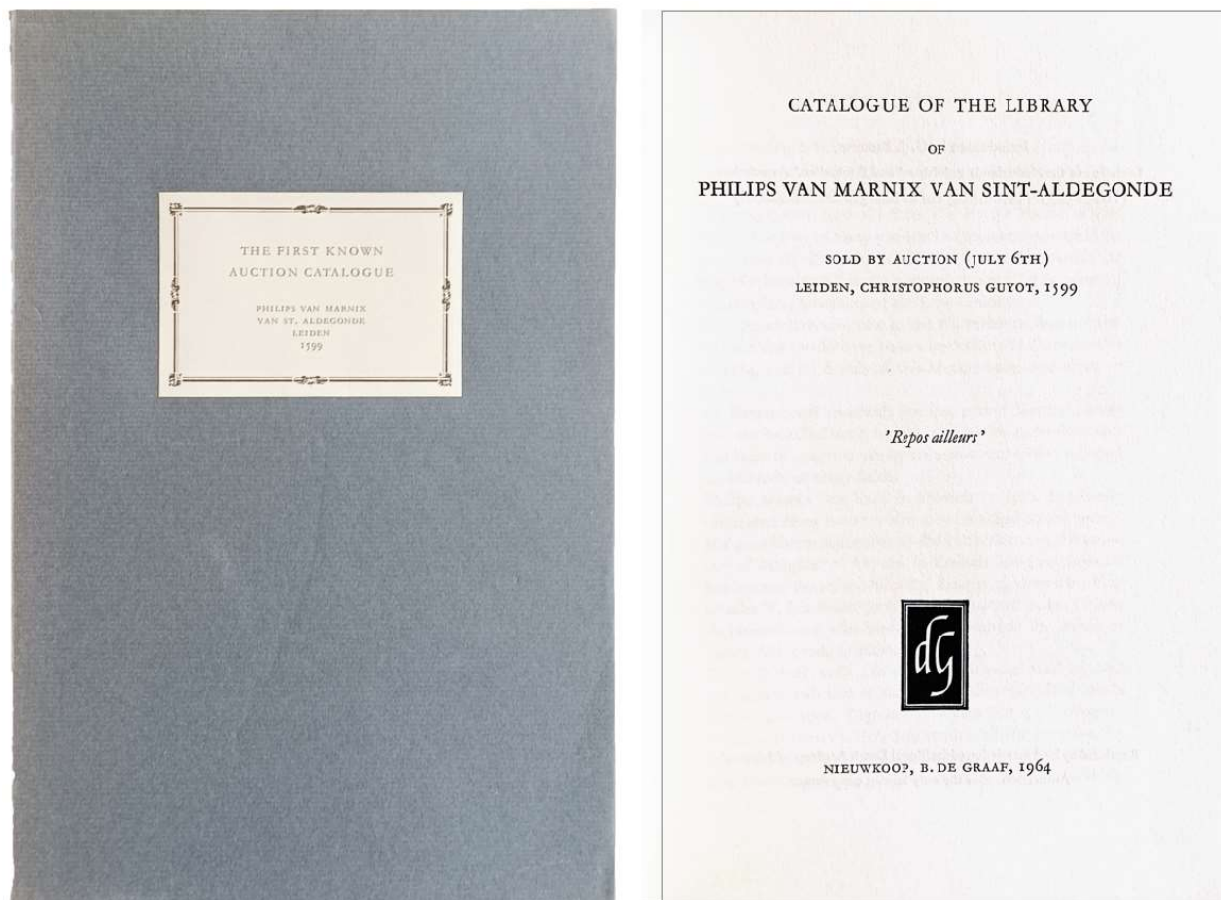 THE FIRST KNOWN
AUCTION CATALOGUE
PHILIPS VAN MARNIX
VAN ST. ALDEGONDE
LEIDEN
1599
CATALOGUE OF THE LIBRARY
OF
PHILIPS VAN MARNIX VAN SINT-ALDEGONDE
SOLD BY AUCTION (JULY 6TH)
LEIDEN, CHRISTOPHORUS GUYOT, 1599
'Repos ailleurs'
dG
NIEUWKOOP, B. DE GRAAF, 1964